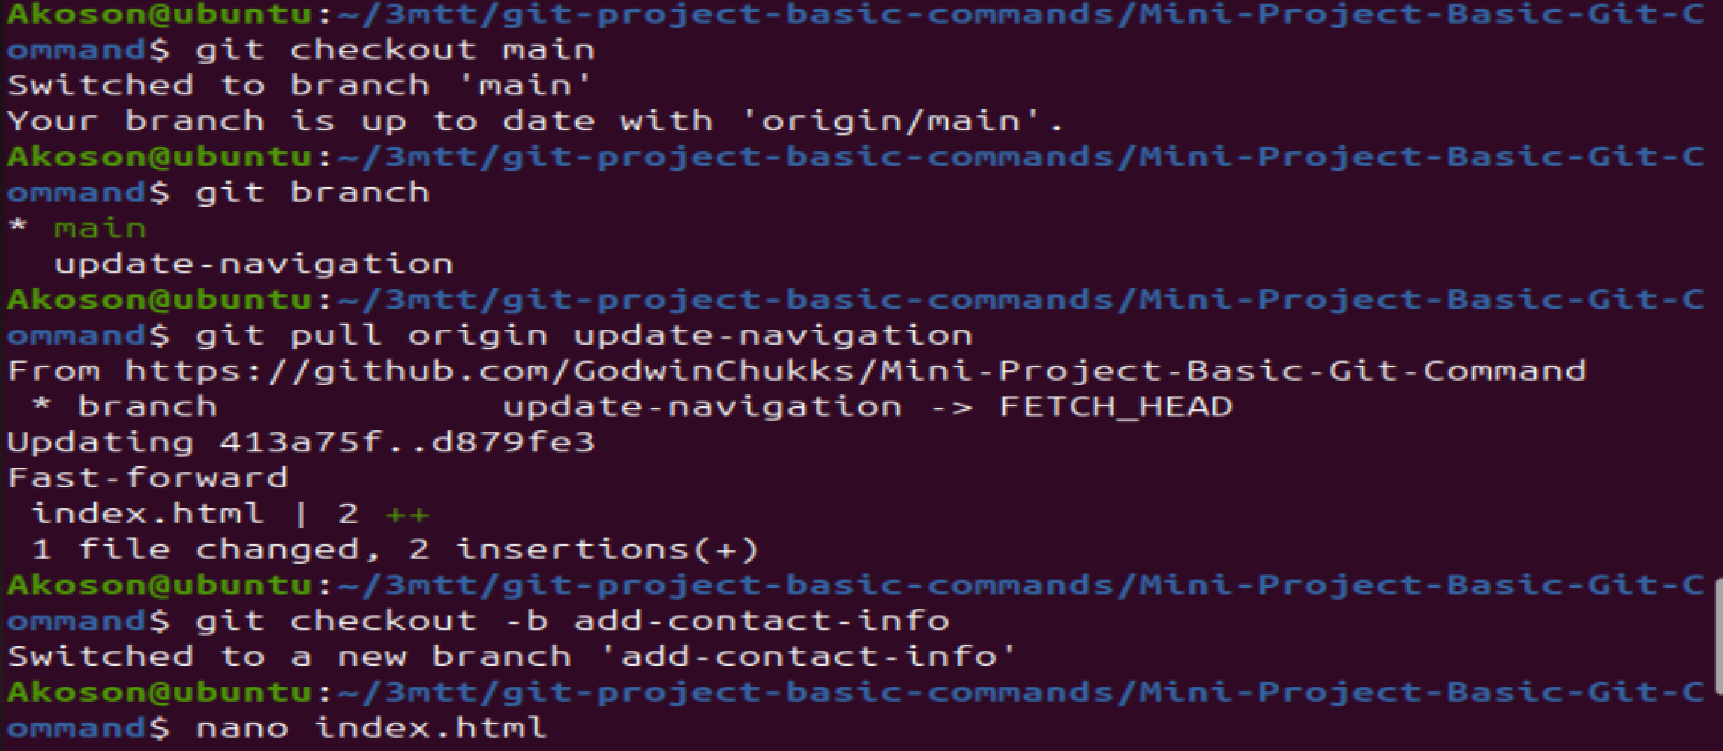 Akoson@ubuntu:~/3mtt/git-project-basic-commands/Mini-Project-Basic-Git-C
ommand$ git checkout main
Switched to branch 'main'
Your branch is up to date with 'origin/main'.
Akoson@ubuntu:~/3mtt/git-project-basic-commands/Mini-Project-Basic-Git-C
ommand$ git branch
* main
  update-navigation
Akoson@ubuntu:~/3mtt/git-project-basic-commands/Mini-Project-Basic-Git-C
ommand$ git pull origin update-navigation
From https://github.com/GodwinChukks/Mini-Project-Basic-Git-Command
 * branch            update-navigation -> FETCH_HEAD
Updating 413a75f..d879fe3
Fast-forward
 index.html | 2 ++
 1 file changed, 2 insertions(+)
Akoson@ubuntu:~/3mtt/git-project-basic-commands/Mini-Project-Basic-Git-C
ommand$ git checkout -b add-contact-info
Switched to a new branch 'add-contact-info'
Akoson@ubuntu:~/3mtt/git-project-basic-commands/Mini-Project-Basic-Git-C
ommand$ nano index.html